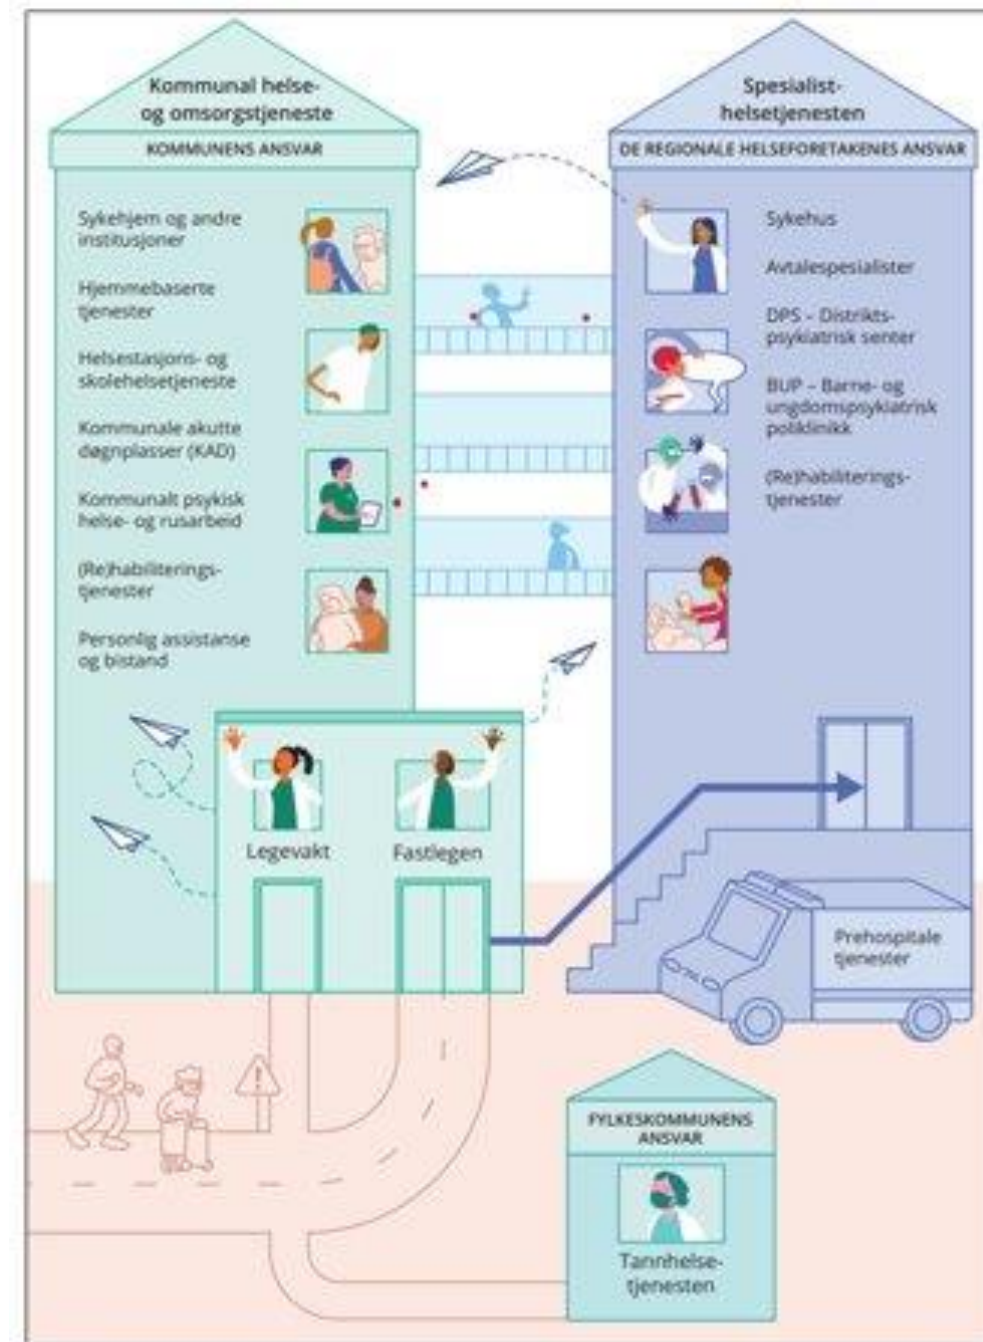 Kommunal helse-
og omsorgstjeneste
KOMMUNENS ANSVAR
Sykehjem og andre
institusjoner
Hjemmebaserte
tjenester
Helsestasjons- og
skolehelsetjeneste
Kommunale akutte
døgnplasser (KAD)
Kommunalt psykisk
helse- og rusarbeid
(Re)habiliterings-
tjenester
Personlig assistanse
og bistand
Legevakt
Fastlegen
Spesialist-
helsetjenesten
DE REGIONALE HELSEFORETAKENES ANSVAR
Sykehus
Avtalespesialister
DPS – Distrikts-
psykiatrisk senter
BUP – Barne- og
ungdomspsykiatrisk
poliklinikk
(Re)habiliterings-
tjenester
Prehospitale
tjenester
!
FYLKESKOMMUNENS
ANSVAR
Tannhelse-
tjenesten